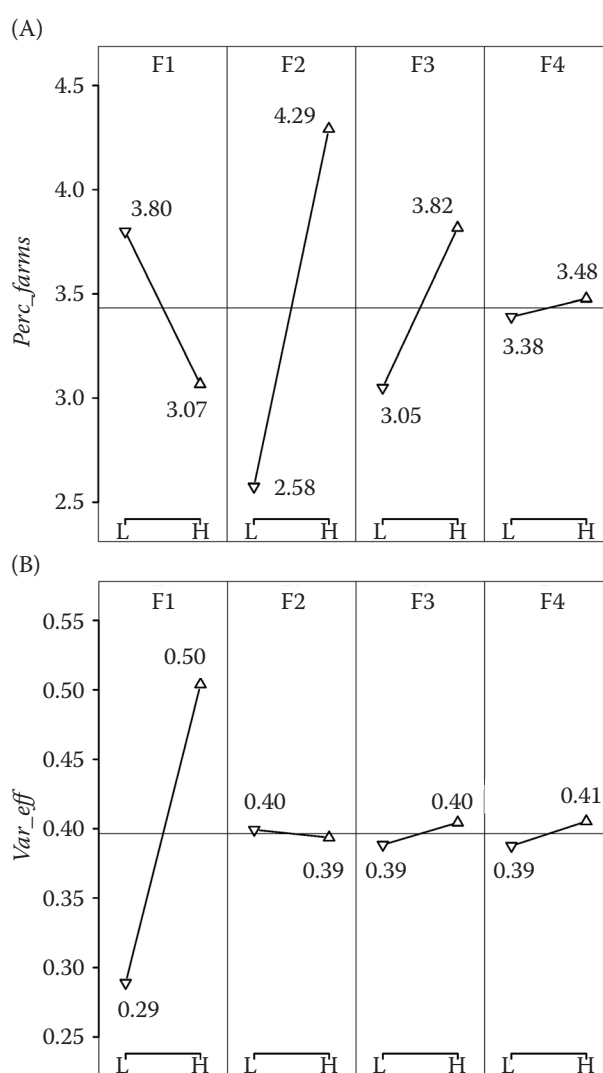 (A)
F1 F2 F3 F4
4.5
4.29
4.0
3.80 3.82
3.5
3.48
3.38
3.07 3.05
3.0
2.58
2.5
Perc_farms
L H L H L H L H
(B)
F1 F2 F3 F4
0.55
0.50
0.50
0.45
0.40 0.40 0.41
0.40
0.39 0.39 0.39
0.35
0.30
0.29
0.25
Var_eff
L H L H L H L H